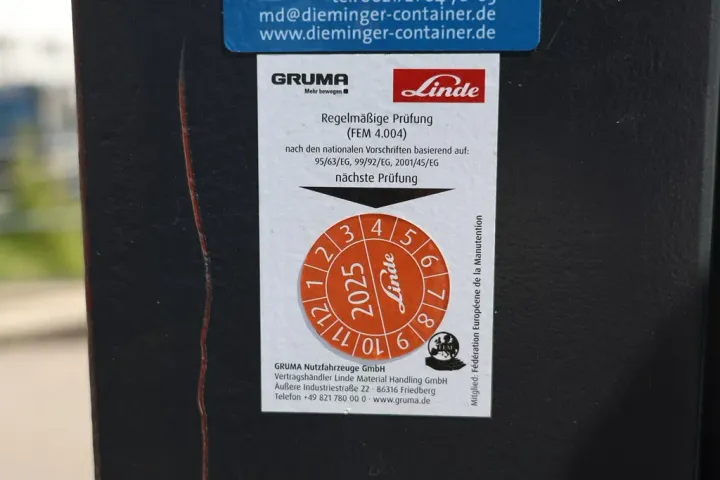 md@dieminger-container.de
www.dieminger-container.de
GRUMA
Mehr bewegen
Linde
Regelmäßige Prüfung
(FEM 4.004)
nach den nationalen Vorschriften basierend auf:
95/63/EG, 99/92/EG, 2001/45/EG
nächste Prüfung
1 2 3 4 5 6 7 8 9 10 11 12
2025
Linde
FEM
Mitglied: Fédération Européene de la Manutention
GRUMA Nutzfahrzeuge GmbH
Vertragshändler Linde Material Handling GmbH
Äußere Industriestraße 22 · 86316 Friedberg
Telefon +49 821 780 00 0 · www.gruma.de